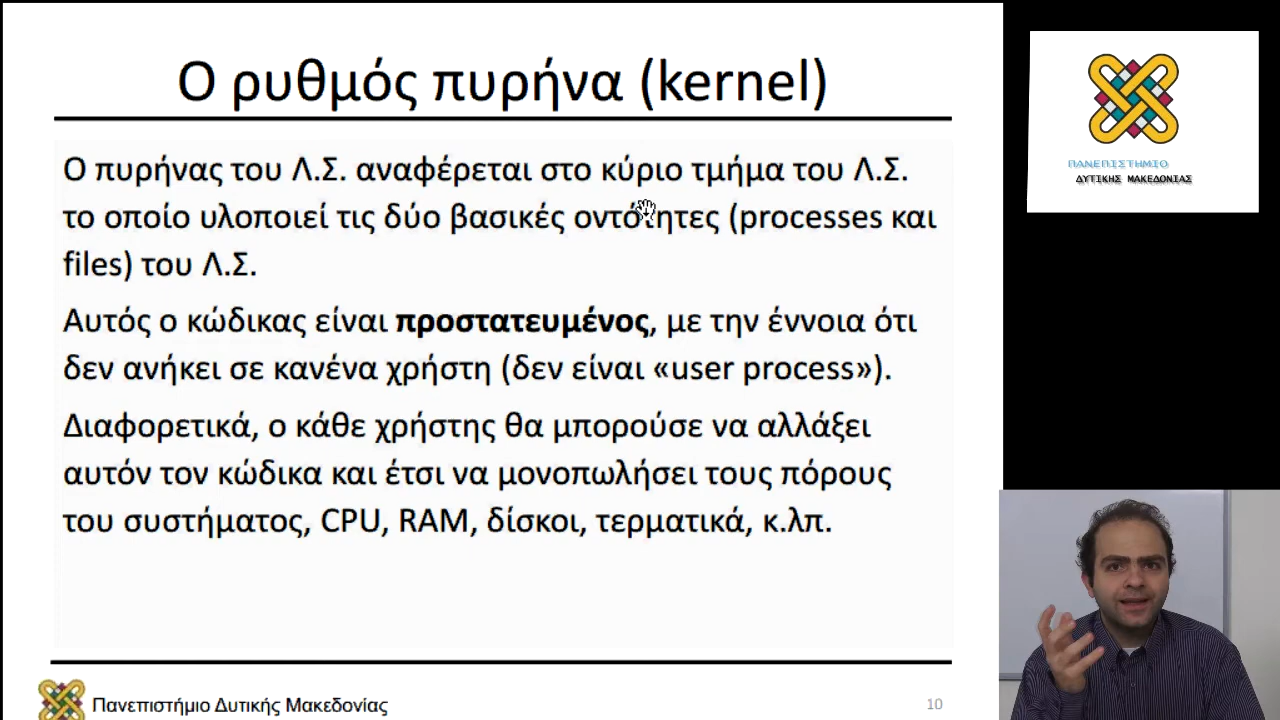 Ο ρυθμός πυρήνα (kernel)
Ο πυρήνας του Λ.Σ. αναφέρεται στο κύριο τμήμα του Λ.Σ.
το οποίο υλοποιεί τις δύο βασικές οντότητες (processes και
files) του Λ.Σ.
Αυτός ο κώδικας είναι προστατευμένος, με την έννοια ότι
δεν ανήκει σε κανένα χρήστη (δεν είναι «user process»).
Διαφορετικά, ο κάθε χρήστης θα μπορούσε να αλλάξει
αυτόν τον κώδικα και έτσι να μονοπωλήσει τους πόρους
του συστήματος, CPU, RAM, δίσκοι, τερματικά, κ.λπ.
Πανεπιστήμιο Δυτικής Μακεδονίας
10
ΠΑΝΕΠΙΣΤΗΜΙΟ
ΔΥΤΙΚΗΣ ΜΑΚΕΔΟΝΙΑΣ